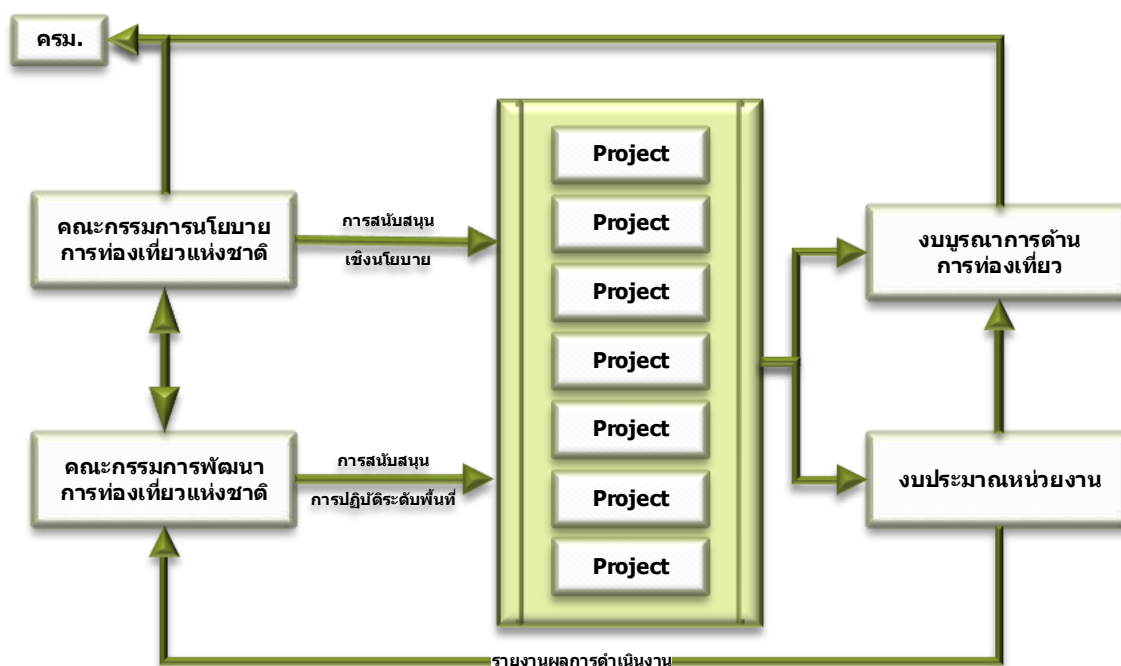 ครม.
คณะกรรมการนโยบาย
การท่องเที่ยวแห่งชาติ
การสนับสนุน
เชิงนโยบาย
คณะกรรมการพัฒนา
การท่องเที่ยวแห่งชาติ
การสนับสนุน
การปฏิบัติระดับพื้นที่
Project
Project
Project
Project
Project
Project
Project
งบบูรณาการด้าน
การท่องเที่ยว
งบประมาณหน่วยงาน
รายงานผลการดำเนินงาน